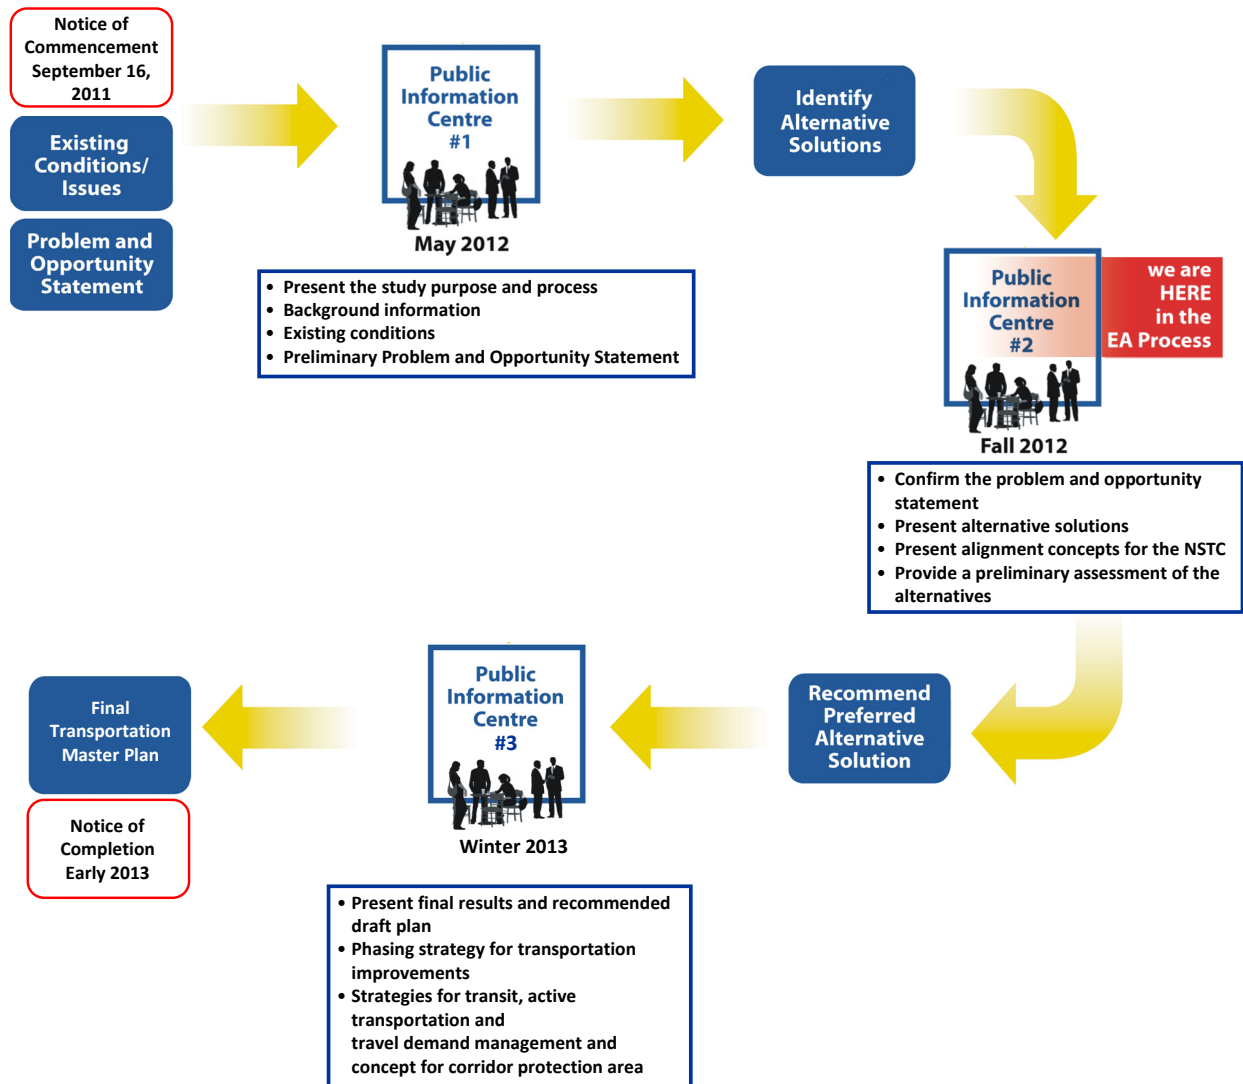 Notice of
Commencement
September 16,
2011
Existing
Conditions/
Issues
Problem and
Opportunity
Statement
Public
Information
Centre
#1
May 2012
• Present the study purpose and process
• Background information
• Existing conditions
• Preliminary Problem and Opportunity Statement
Identify
Alternative
Solutions
Public
Information
Centre
#2
we are
HERE
in the
EA Process
Fall 2012
• Confirm the problem and opportunity
statement
• Present alternative solutions
• Present alignment concepts for the NSTC
• Provide a preliminary assessment of the
alternatives
Recommend
Preferred
Alternative
Solution
Public
Information
Centre
#3
Winter 2013
• Present final results and recommended
draft plan
• Phasing strategy for transportation
improvements
• Strategies for transit, active
transportation and
travel demand management and
concept for corridor protection area
Final
Transportation
Master Plan
Notice of
Completion
Early 2013